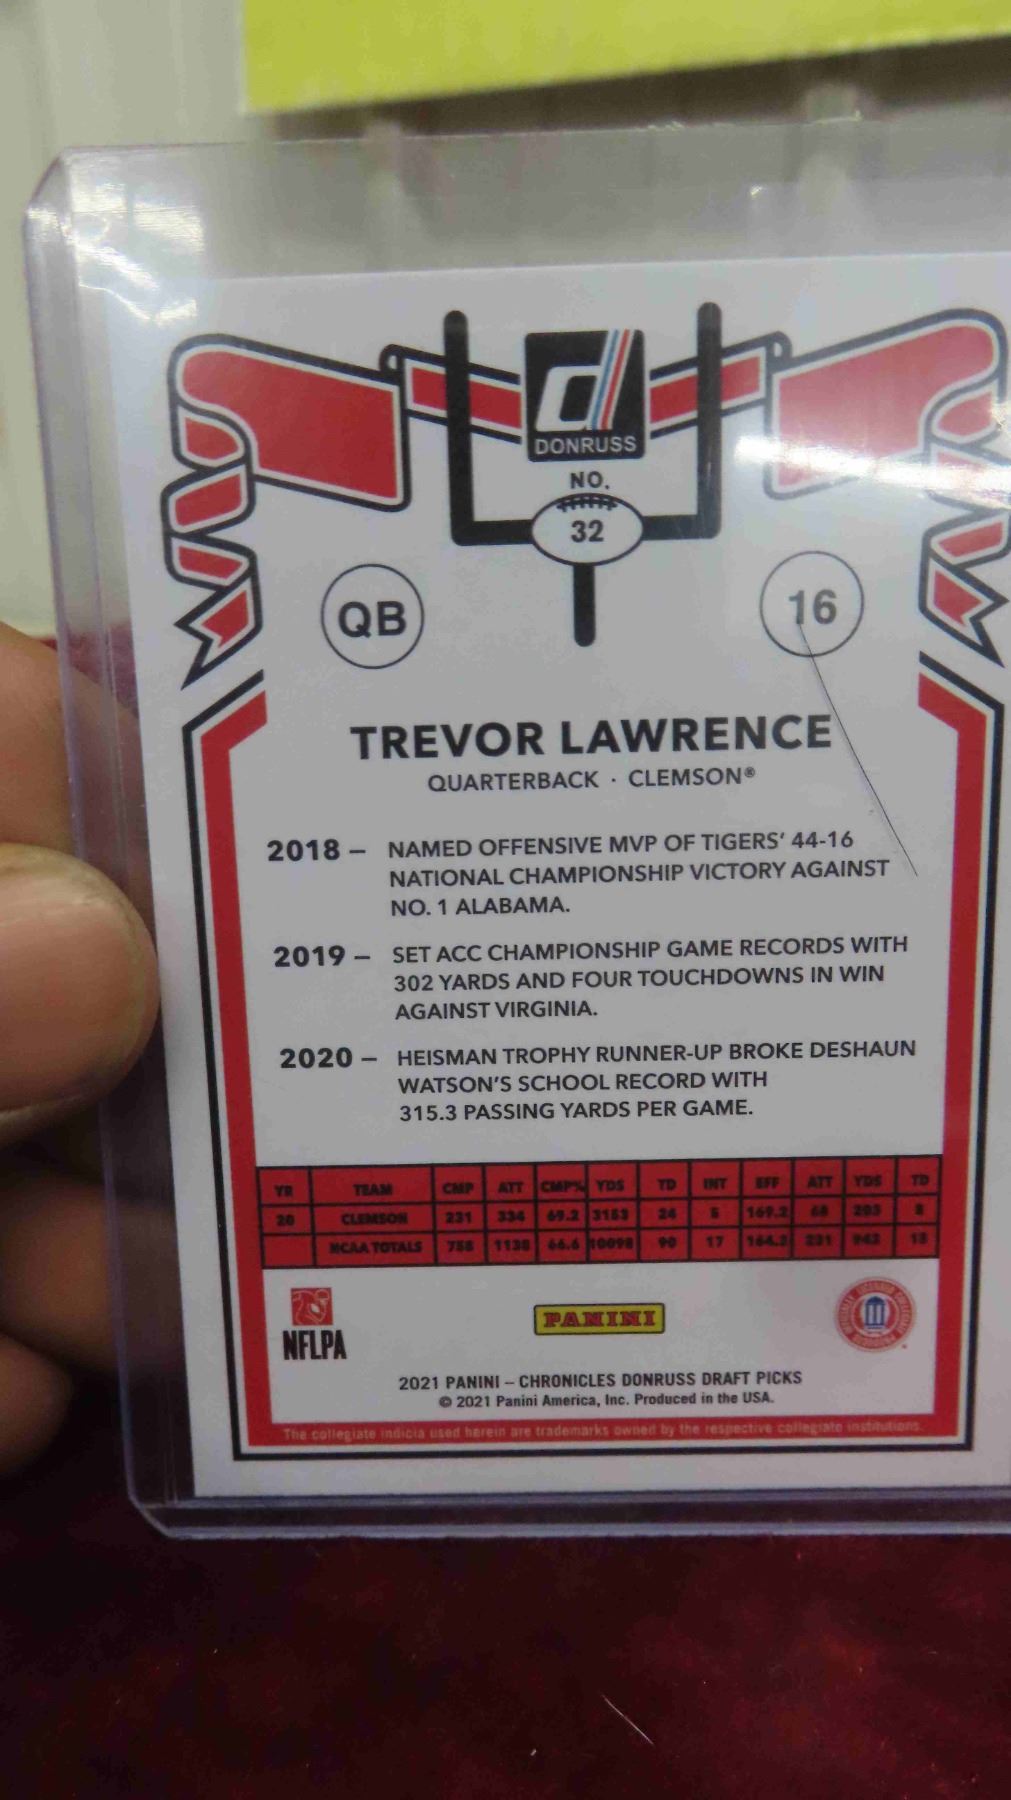 DONRUSS
NO.
32
QB
16
TREVOR LAWRENCE
QUARTERBACK · CLEMSON®
2018 – NAMED OFFENSIVE MVP OF TIGERS' 44-16
NATIONAL CHAMPIONSHIP VICTORY AGAINST
NO. 1 ALABAMA.
2019 – SET ACC CHAMPIONSHIP GAME RECORDS WITH
302 YARDS AND FOUR TOUCHDOWNS IN WIN
AGAINST VIRGINIA.
2020 – HEISMAN TROPHY RUNNER-UP BROKE DESHAUN
WATSON'S SCHOOL RECORD WITH
315.3 PASSING YARDS PER GAME.
YR TEAM CMP ATT CMP% YDS TD INT EFF ATT YDS TD
20 CLEMSON 231 334 69.2 3153 24 5 169.2 68 203 8
NCAA TOTALS 758 1138 66.6 10098 90 17 164.3 231 943 18
NFLPA
PANINI
2021 PANINI – CHRONICLES DONRUSS DRAFT PICKS
© 2021 Panini America, Inc. Produced in the USA.
The collegiate indicia used herein are trademarks owned by the respective collegiate institutions.